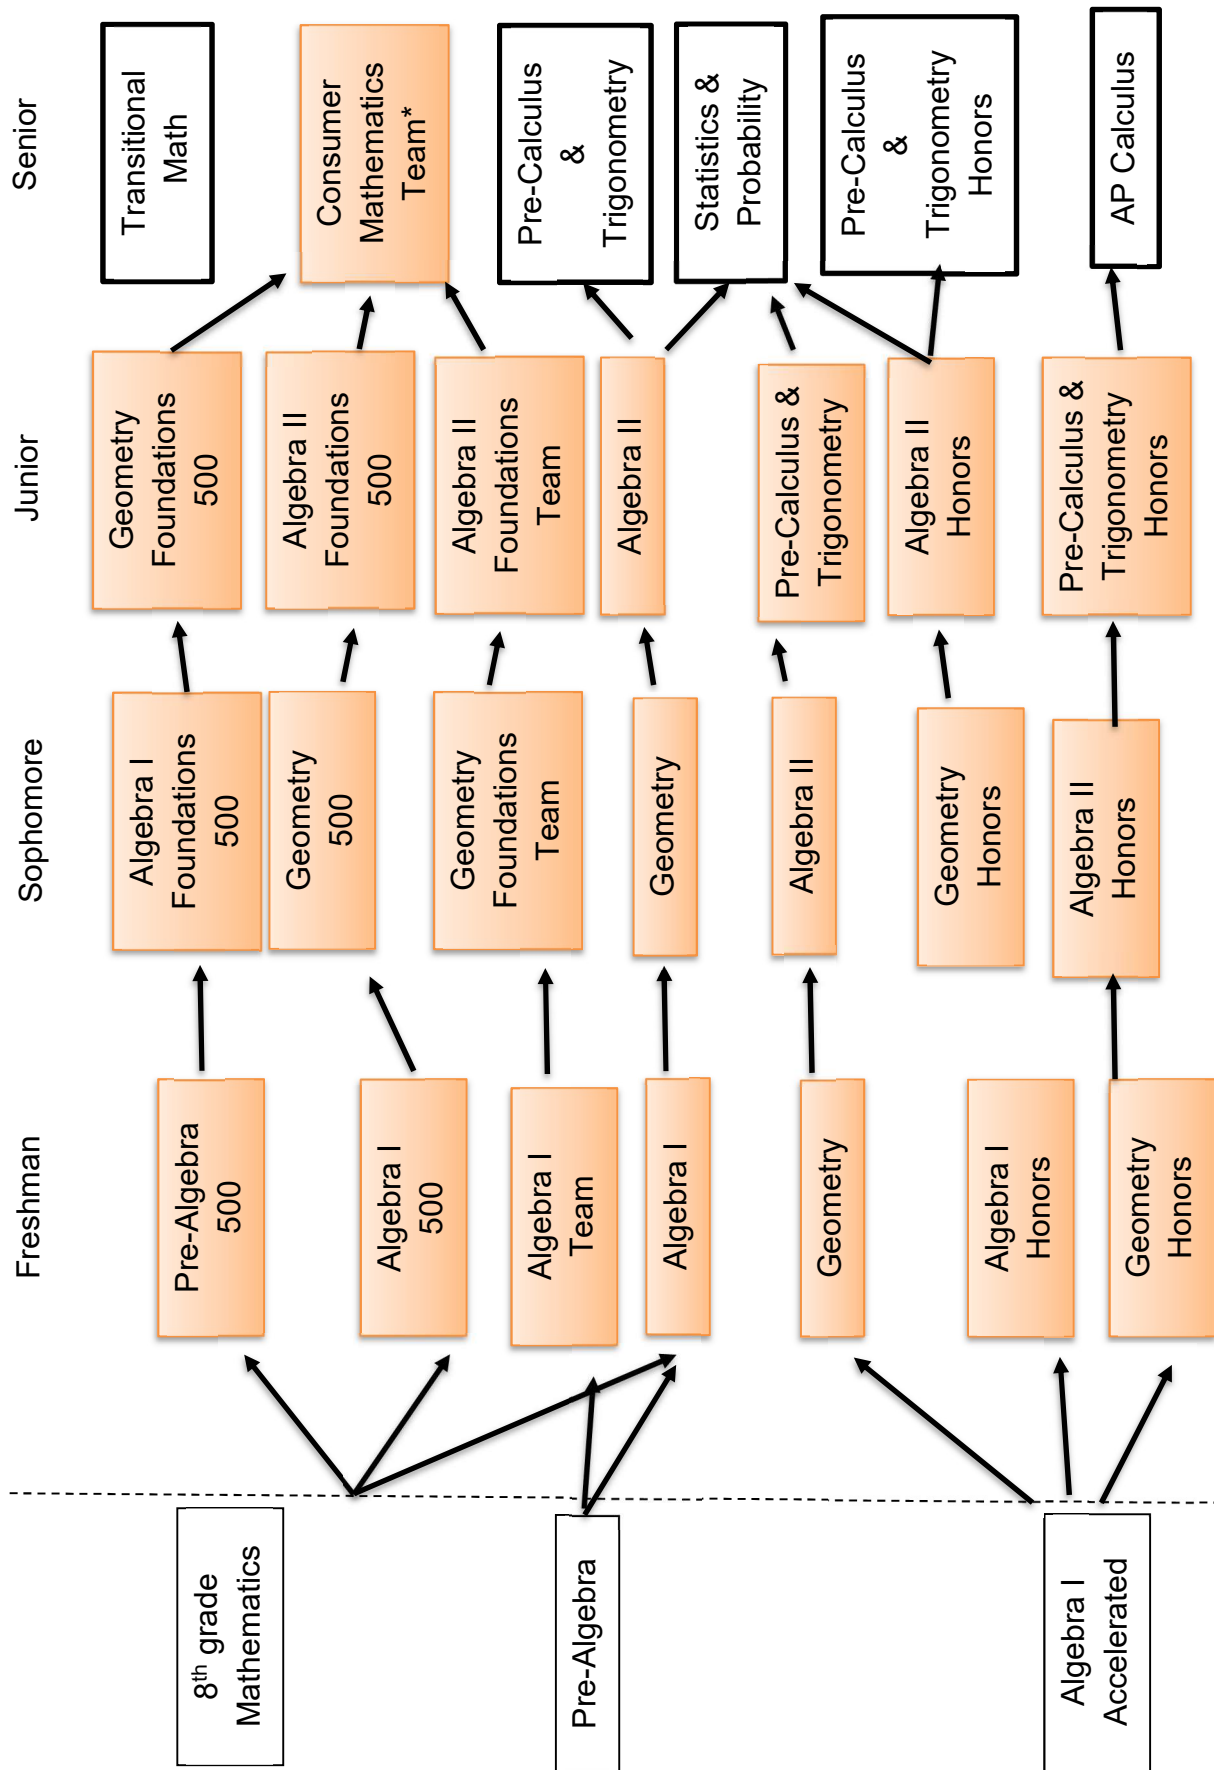 Freshman
Sophomore
Junior
Senior
8th grade
Mathematics
Pre-Algebra
Algebra I
Accelerated
Pre-Algebra
500
Algebra I
500
Algebra I
Team
Algebra I
Geometry
Algebra I
Honors
Geometry
Honors
Algebra I
Foundations
500
Geometry
500
Geometry
Foundations
Team
Geometry
Algebra II
Geometry
Honors
Algebra II
Honors
Geometry
Foundations
500
Algebra II
Foundations
500
Algebra II
Foundations
Team
Algebra II
Pre-Calculus &
Trigonometry
Algebra II
Honors
Pre-Calculus &
Trigonometry
Honors
Transitional
Math
Consumer
Mathematics
Team*
Pre-Calculus
&
Trigonometry
Statistics &
Probability
Pre-Calculus
&
Trigonometry
Honors
AP Calculus